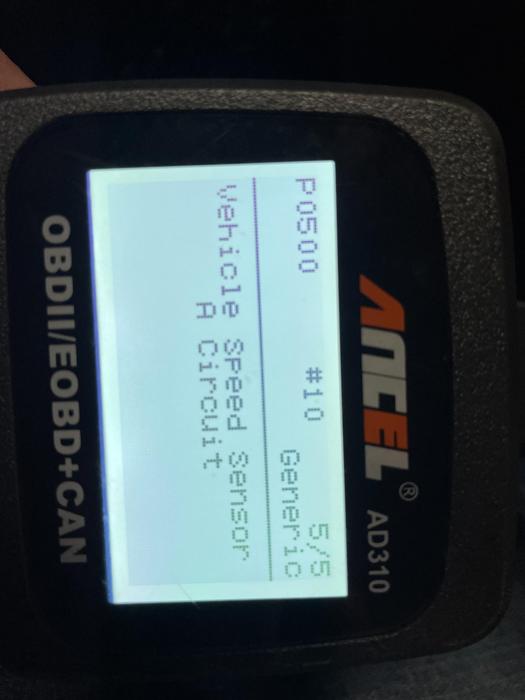 ANCEL® AD310
5/5
P0500 #10 Generic
Vehicle Speed Sensor
A Circuit
OBDII/EOBD+CAN